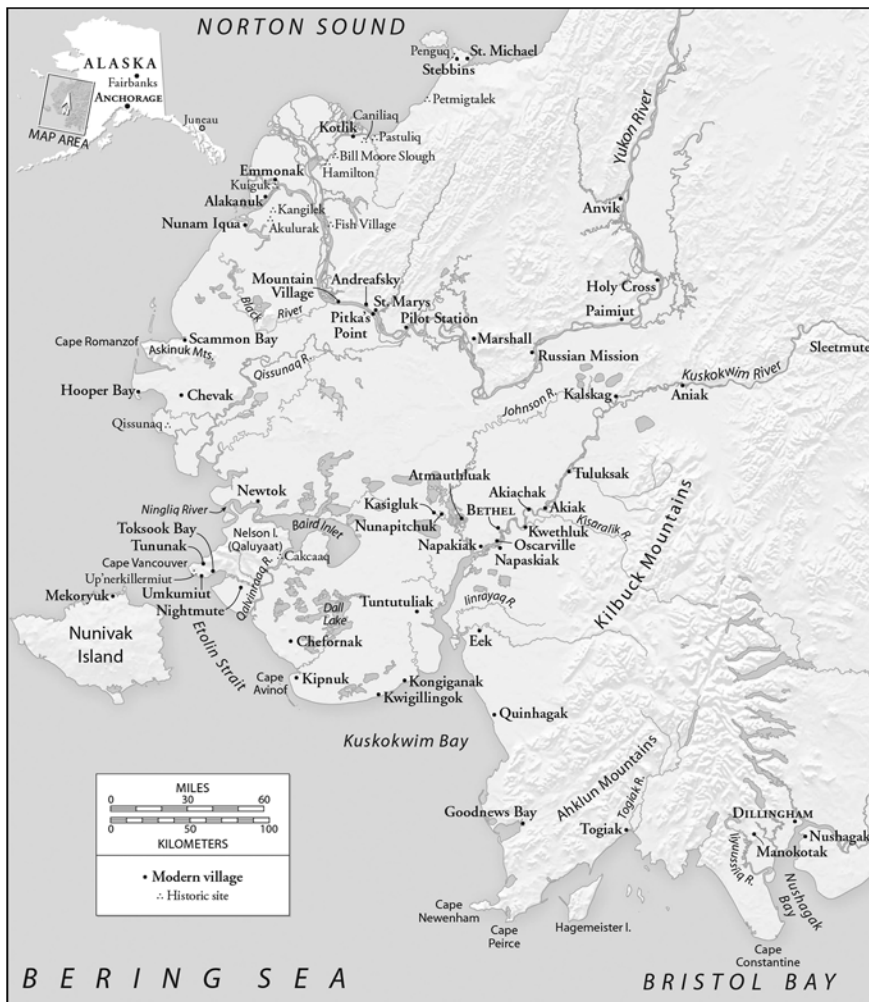 NORTON SOUND
ALASKA
Fairbanks
ANCHORAGE
Juneau
MAP AREA
Penguq
St. Michael
Stebbins
Petmigtalek
Caniliaq
Kotlik
Pastuliq
Bill Moore Slough
Hamilton
Yukon River
Emmonak
Kuiguk
Alakanuk
Kangilek
Nunam Iqua
Akulurak
Fish Village
Anvik
Mountain
Village
Andreafsky
Holy Cross
Black
River
St. Marys
Pitka's
Point
Pilot Station
Paimiut
Cape Romanzof
Scammon Bay
Askinuk Mts.
Marshall
Russian Mission
Sleetmute
Qissunaq R.
Kuskokwim River
Hooper Bay
Chevak
Johnson R.
Kalskag
Aniak
Qissunaq
Tuluksak
Atmauthluak
Newtok
Kasigluk
Akiachak
Ningliq River
BETHEL
Akiak
Nunapitchuk
Toksook Bay
Nelson I.
(Qaluyaat)
Baird Inlet
Kwethluk
Kisaralik R.
Tununak
Cakcaaq
Napakiak
Oscarville
Cape Vancouver
Napaskiak
Up'nerkillermiut
Umkumiut
Qalvinraaq R.
Kilbuck Mountains
Mekoryuk
Nightmute
Dall
Lake
Tuntutuliak
Iinrayaq R.
Nunivak
Island
Etolin Strait
Chefornak
Eek
Cape
Avinof
Kipnuk
Kongiganak
Kwigillingok
Quinhagak
Kuskokwim Bay
Ahklun Mountains
MILES
0 30 60
0 50 100
KILOMETERS
Goodnews Bay
Togiak R.
Togiak
DILLINGHAM
Nushagak
Manokotak
Iiyuussiiq R.
Modern village
Historic site
Nushagak
Bay
Cape
Newenham
Cape
Peirce
Hagemeister I.
Cape
Constantine
BERING SEA
BRISTOL BAY